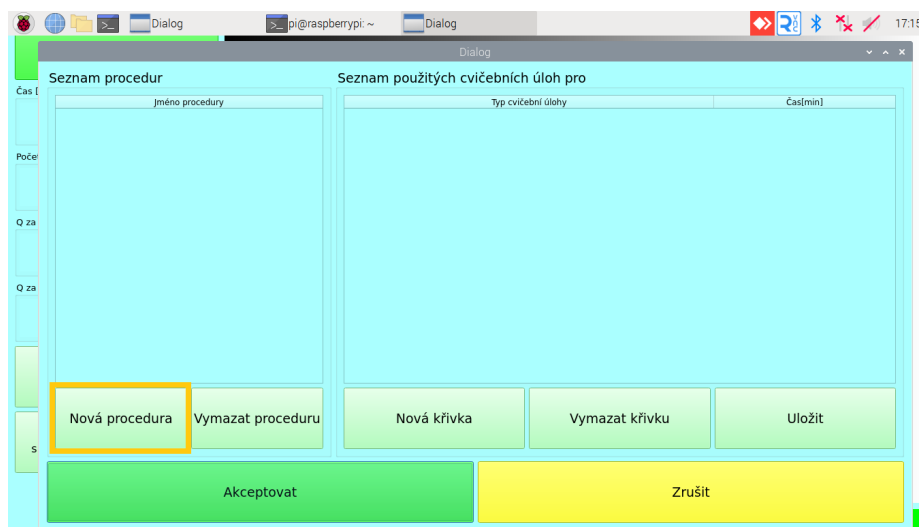 Dialog
pi@raspberrypi: ~
Dialog
17:15
Dialog
Seznam procedur
Seznam použitých cvičebních úloh pro
Čas [
Jméno procedury
Typ cvičební úlohy
Čas[min]
Počet
Q za
Q za
Nová procedura
Vymazat proceduru
Nová křivka
Vymazat křivku
Uložit
s
Akceptovat
Zrušit